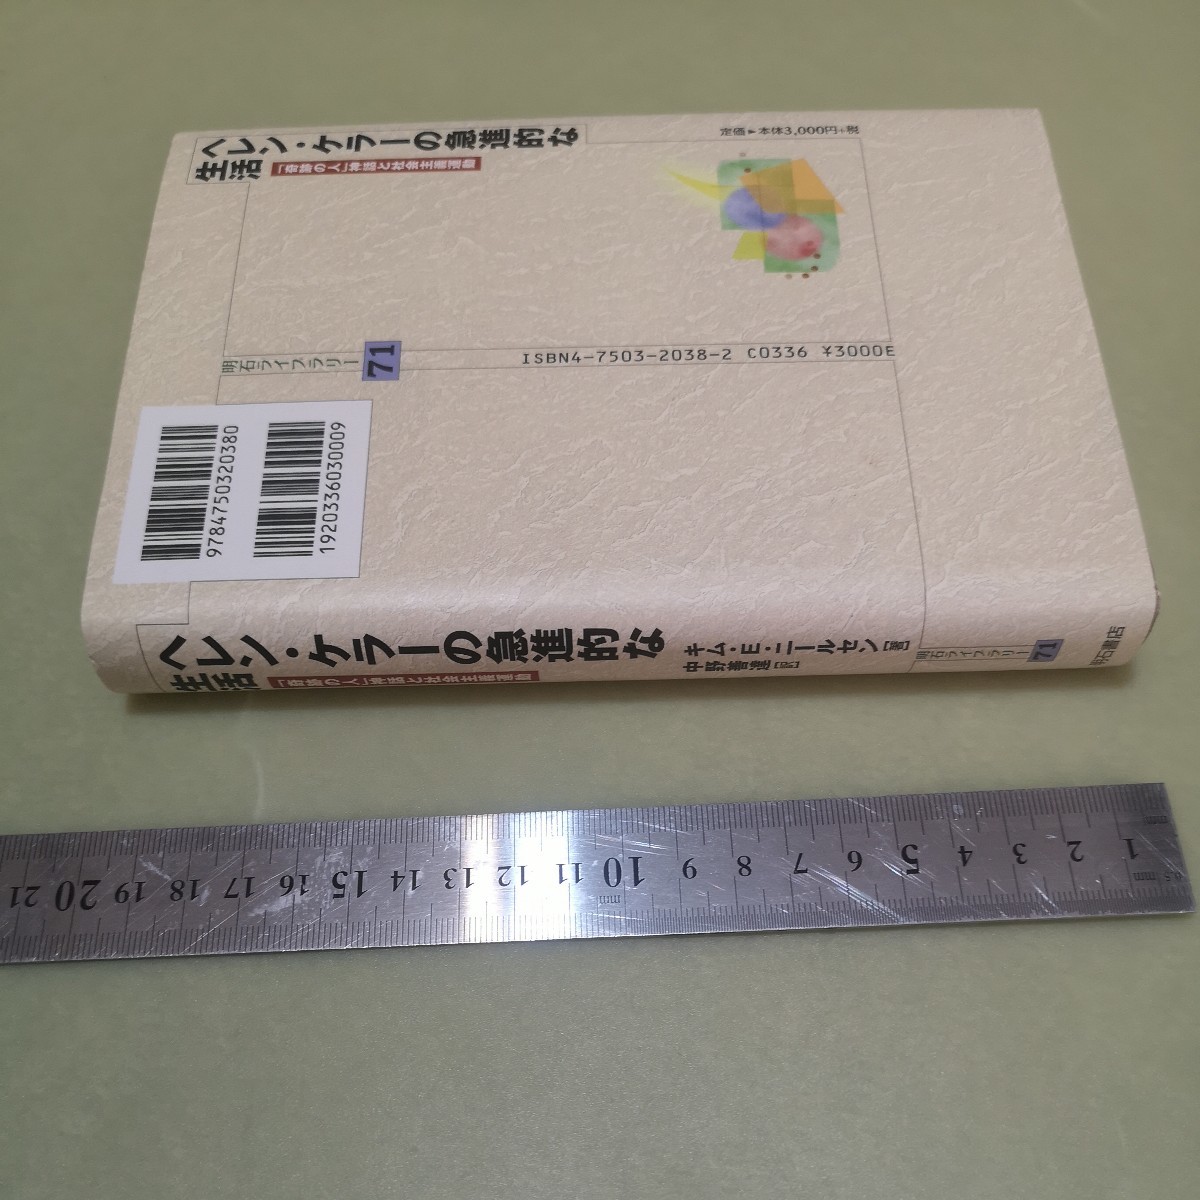 ヘレン・ケラーの急進的な
生活
「奇跡の人」神話と社会主義運動
定価▶本体3,000円+税
明石ライブラリー
71
ISBN4-7503-2038-2 C0336 ¥3000E
9784750320380
1920336030009
ヘレン・ケラーの急進的な
生活
「奇跡の人」神話と社会主義運動
キム・E・ニールセン[著]
中野善達[訳]
明石ライブラリー
71
明石書店
1 2 3 4 5 6 7 8 9 10 11 12 13 14 15 16 17 18 19 20 21
0.5mm
mm